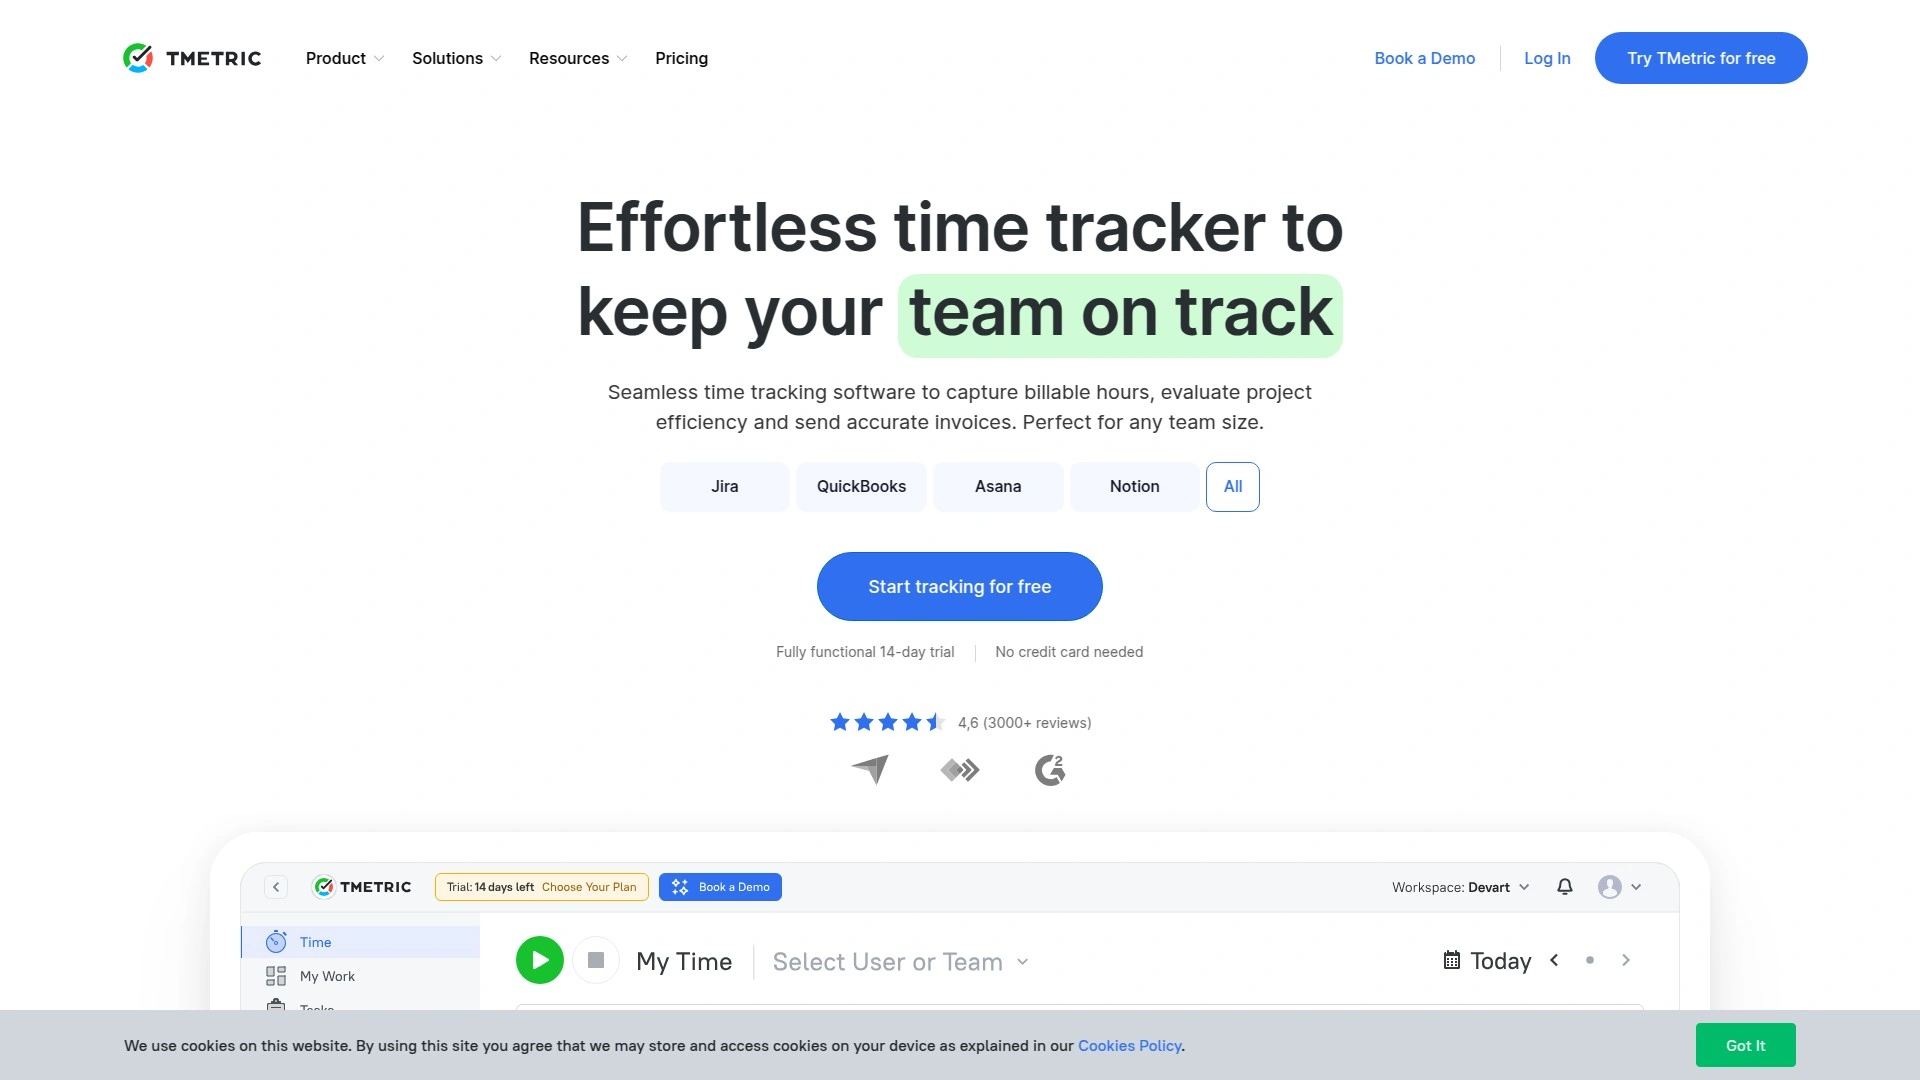 TMETRIC
Product
Solutions
Resources
Pricing
Book a Demo
Log In
Try TMetric for free
Effortless time tracker to
keep your team on track
Seamless time tracking software to capture billable hours, evaluate project
efficiency and send accurate invoices. Perfect for any team size.
Jira
QuickBooks
Asana
Notion
All
Start tracking for free
Fully functional 14-day trial
No credit card needed
4,6 (3000+ reviews)
G2
TMETRIC
Trial: 14 days left Choose Your Plan
Book a Demo
Workspace: Devart
Time
My Time
Select User or Team
Today
My Work
Tasks
We use cookies on this website. By using this site you agree that we may store and access cookies on your device as explained in our Cookies Policy.
Got It